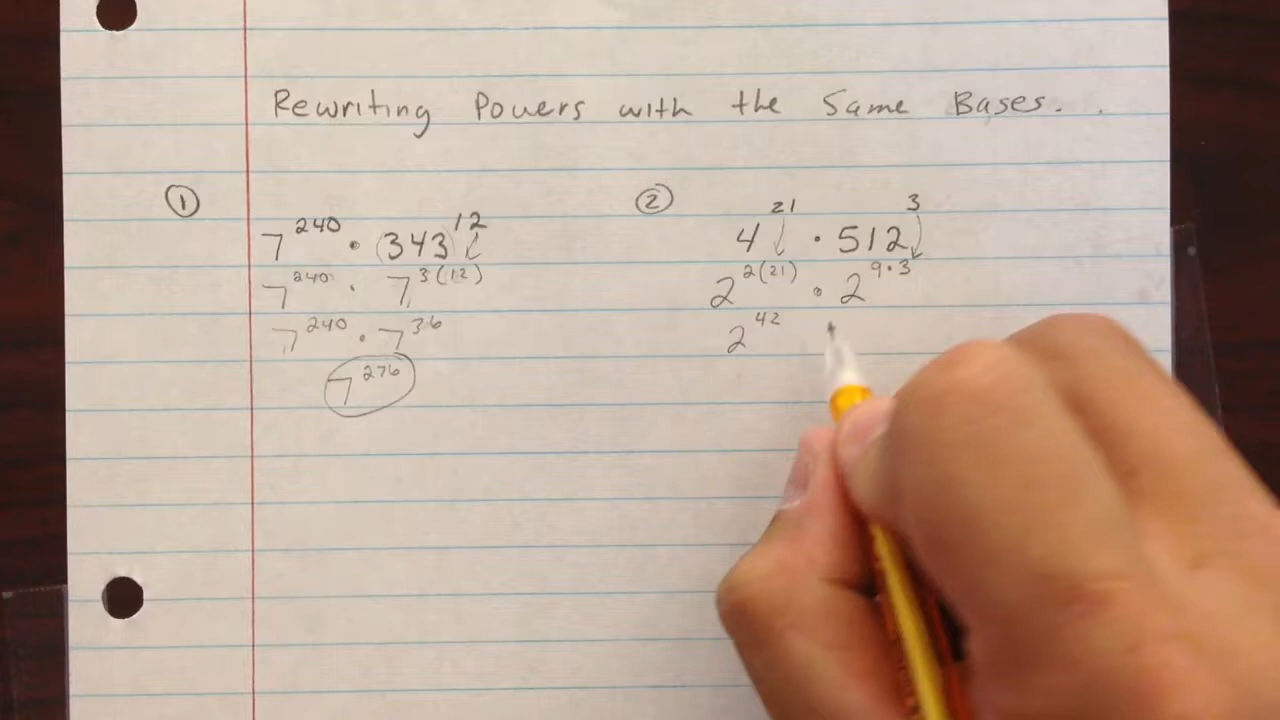 Rewriting Powers with the Same Bases. .
①
7^240 · (343)^12
7^240 · 7^3(12)
7^240 · 7^36
7^276
②
4^21 · 512^3
2^2(21) · 2^9·3
2^42